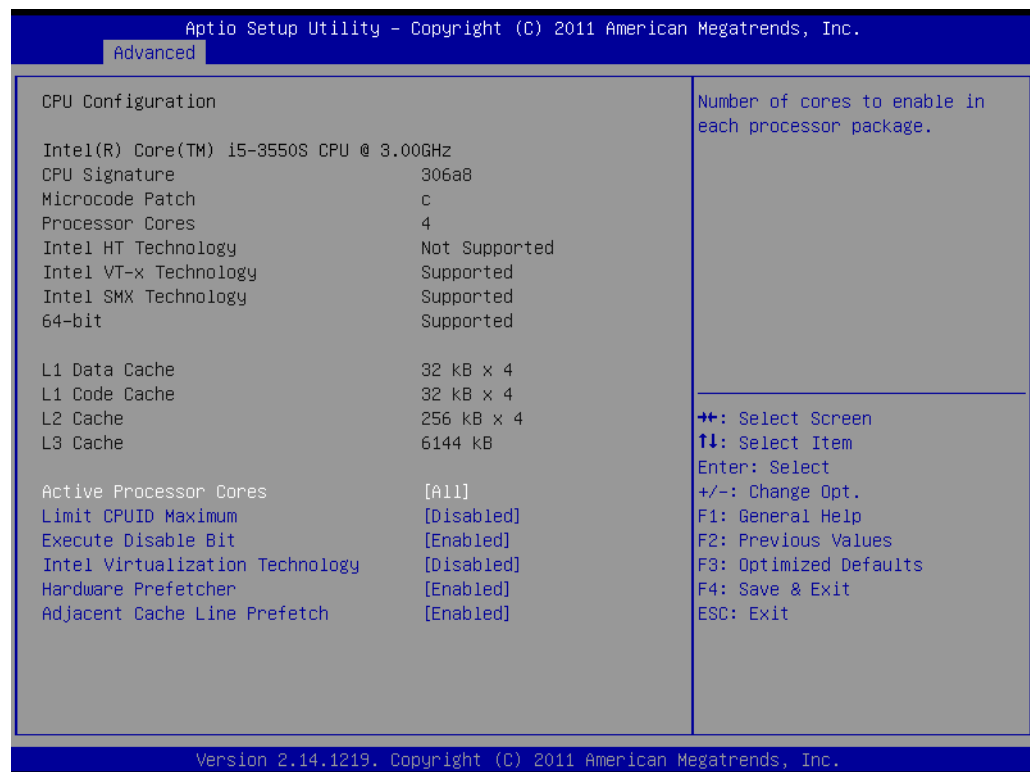 Aptio Setup Utility – Copyright (C) 2011 American Megatrends, Inc.
Advanced
CPU Configuration
Intel(R) Core(TM) i5-3550S CPU @ 3.00GHz
CPU Signature 306a8
Microcode Patch c
Processor Cores 4
Intel HT Technology Not Supported
Intel VT-x Technology Supported
Intel SMX Technology Supported
64-bit Supported
L1 Data Cache 32 kB x 4
L1 Code Cache 32 kB x 4
L2 Cache 256 kB x 4
L3 Cache 6144 kB
Active Processor Cores [All]
Limit CPUID Maximum [Disabled]
Execute Disable Bit [Enabled]
Intel Virtualization Technology [Disabled]
Hardware Prefetcher [Enabled]
Adjacent Cache Line Prefetch [Enabled]
Number of cores to enable in
each processor package.
→←: Select Screen
↑↓: Select Item
Enter: Select
+/-: Change Opt.
F1: General Help
F2: Previous Values
F3: Optimized Defaults
F4: Save & Exit
ESC: Exit
Version 2.14.1219. Copyright (C) 2011 American Megatrends, Inc.